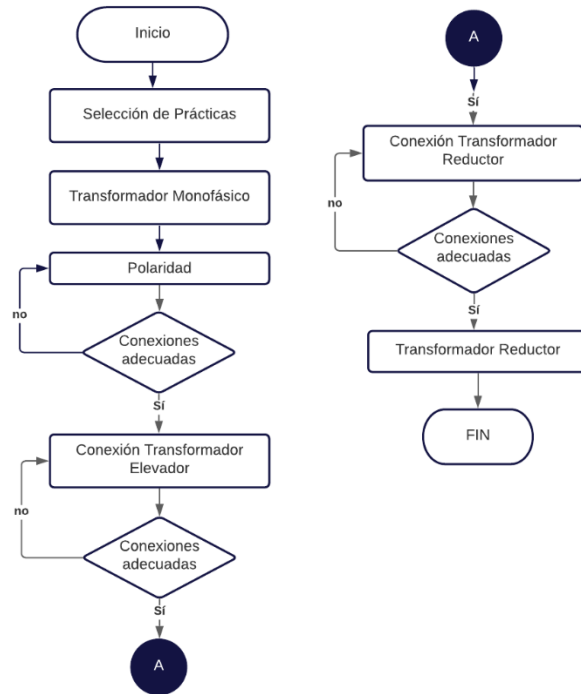 Inicio
Selección de Prácticas
Transformador Monofásico
Polaridad
no
Conexiones
adecuadas
Sí
Conexión Transformador
Elevador
no
Conexiones
adecuadas
Sí
A
A
Sí
Conexión Transformador
Reductor
no
Conexiones
adecuadas
Sí
Transformador Reductor
FIN